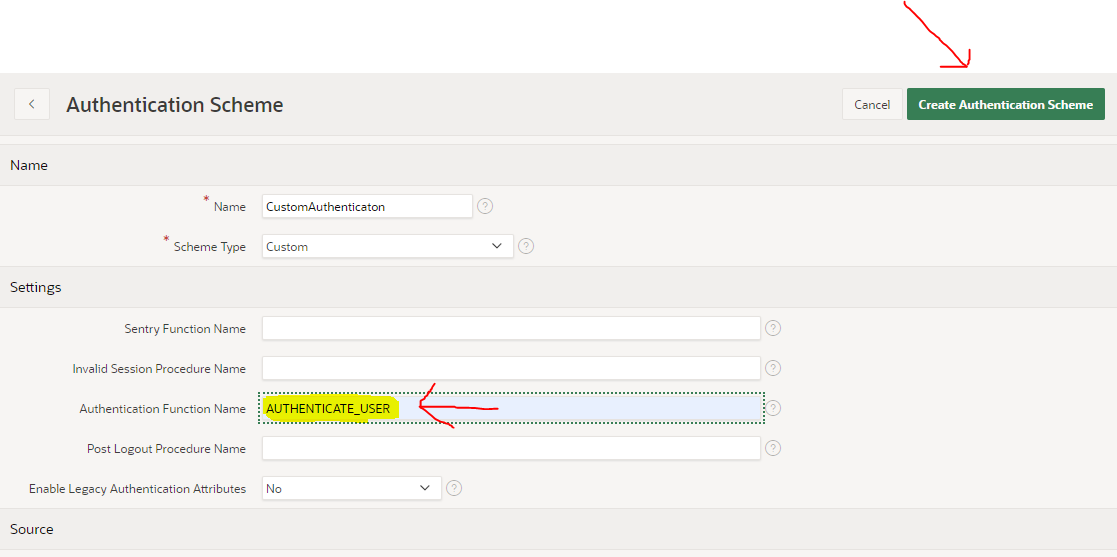 Authentication Scheme
Cancel
Create Authentication Scheme
Name
* Name CustomAuthenticaton ?
* Scheme Type Custom ?
Settings
Sentry Function Name ?
Invalid Session Procedure Name ?
Authentication Function Name AUTHENTICATE_USER ?
Post Logout Procedure Name ?
Enable Legacy Authentication Attributes No ?
Source